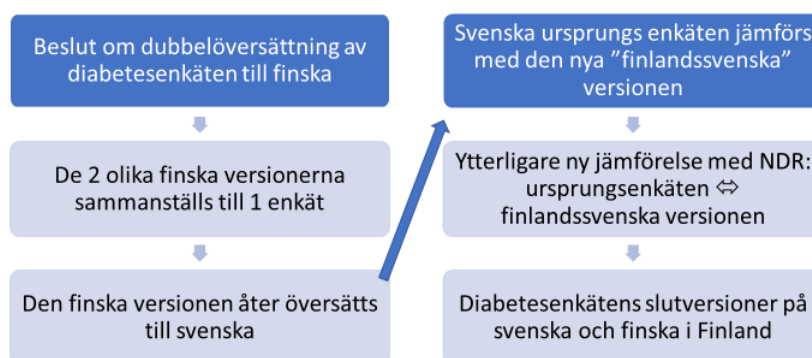 Beslut om dubbelöversättning av
diabetesenkäten till finska
De 2 olika finska versionerna
sammanställs till 1 enkät
Den finska versionen åter översätts
till svenska
Svenska ursprungs enkäten jämförs
med den nya ”finlandssvenska”
versionen
Ytterligare ny jämförelse med NDR:
ursprungsenkäten ⇔
finlandssvenska versionen
Diabetesenkätens slutversioner på
svenska och finska i Finland